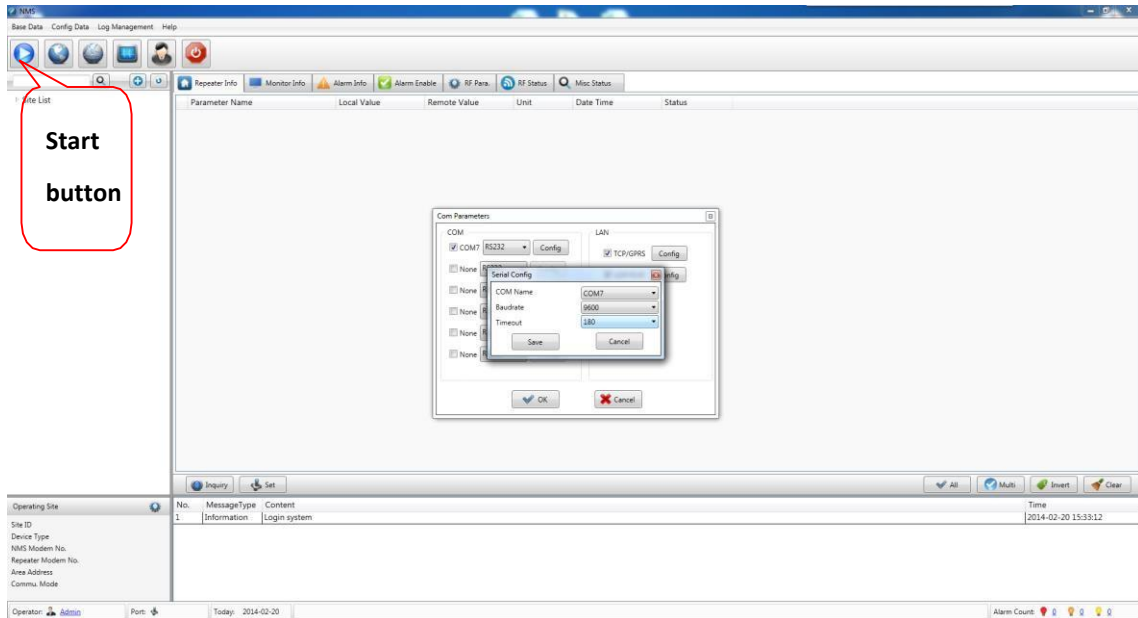 NMS
Base Data Config Data Log Management Help
Start
button
Site List
Repeater Info Monitor Info Alarm Info Alarm Enable RF Para. RF Status Misc Status
Parameter Name Local Value Remote Value Unit Date Time Status
Com Parameters
COM LAN
COM7 RS232 Config TCP/GPRS Config
None
Serial Config
None COM Name COM7
None Baudrate 9600
Timeout 180
None
Save Cancel
None
OK Cancel
Inquiry Set All Multi Invert Clear
Operating Site
Site ID
Device Type
NMS Modem No.
Repeater Modem No.
Area Address
Commu. Mode
No. MessageType Content Time
1 Information Login system 2014-02-20 15:33:12
Operator: Admin Port: Today: 2014-02-20 Alarm Count: 0 0 0